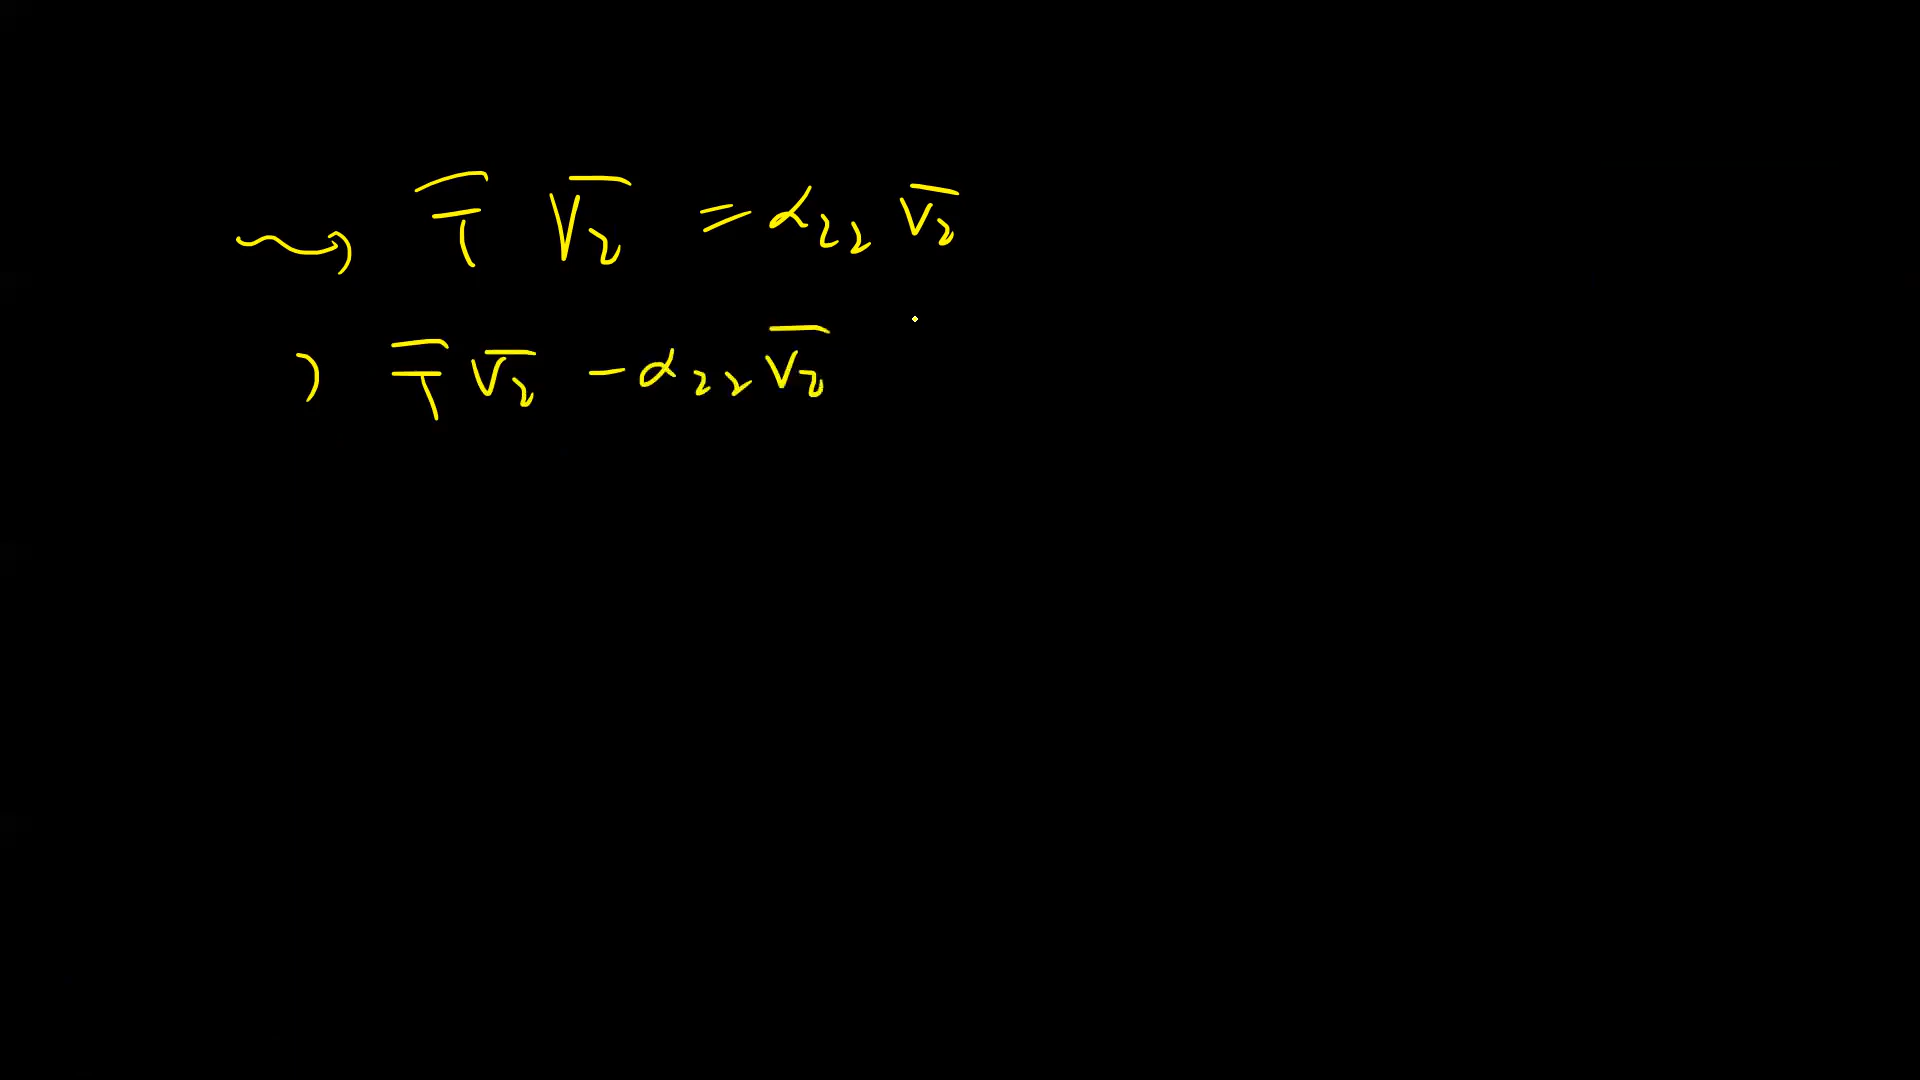 ⇝ T̅ V̅₂ = α₂₂ V̅₂
) T̅ V̅₂ - α₂₂ V̅₂